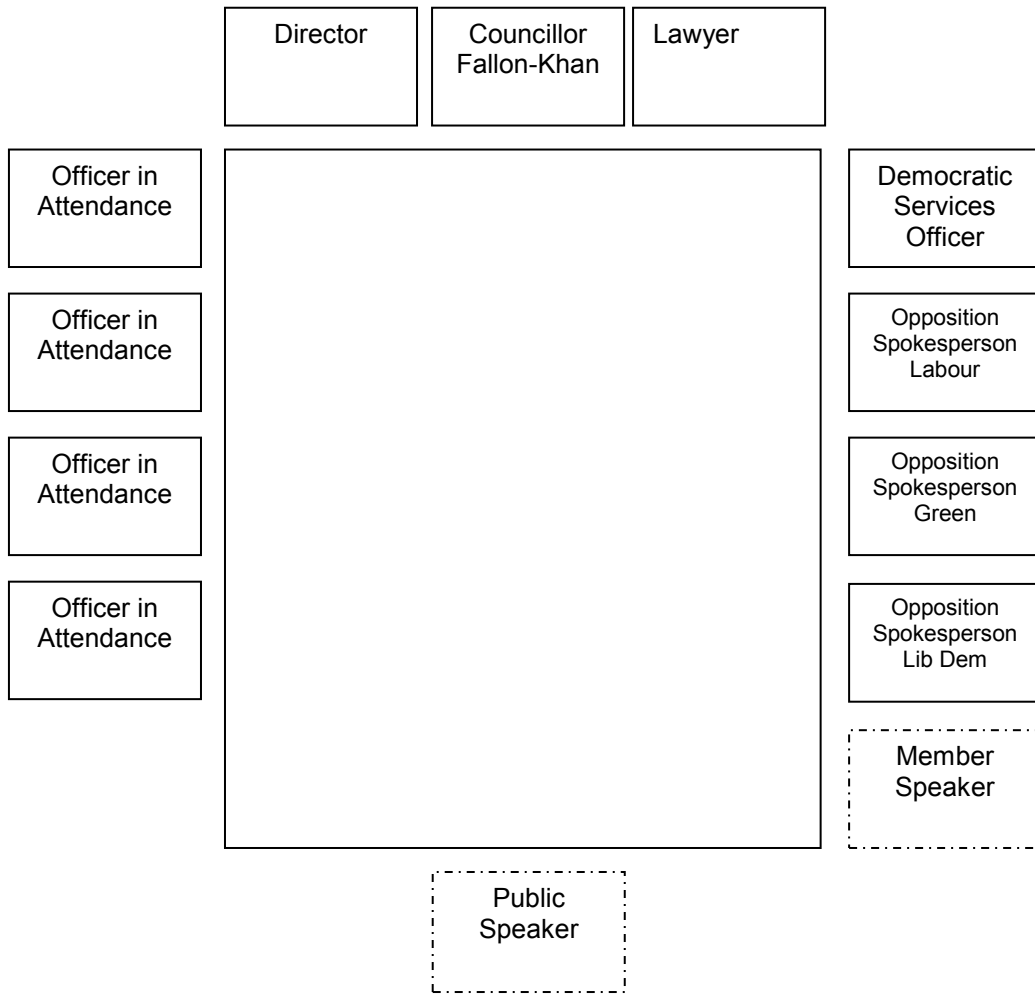 Director
Councillor
Fallon-Khan
Lawyer
Officer in
Attendance
Democratic
Services
Officer
Officer in
Attendance
Opposition
Spokesperson
Labour
Officer in
Attendance
Opposition
Spokesperson
Green
Officer in
Attendance
Opposition
Spokesperson
Lib Dem
Member
Speaker
Public
Speaker